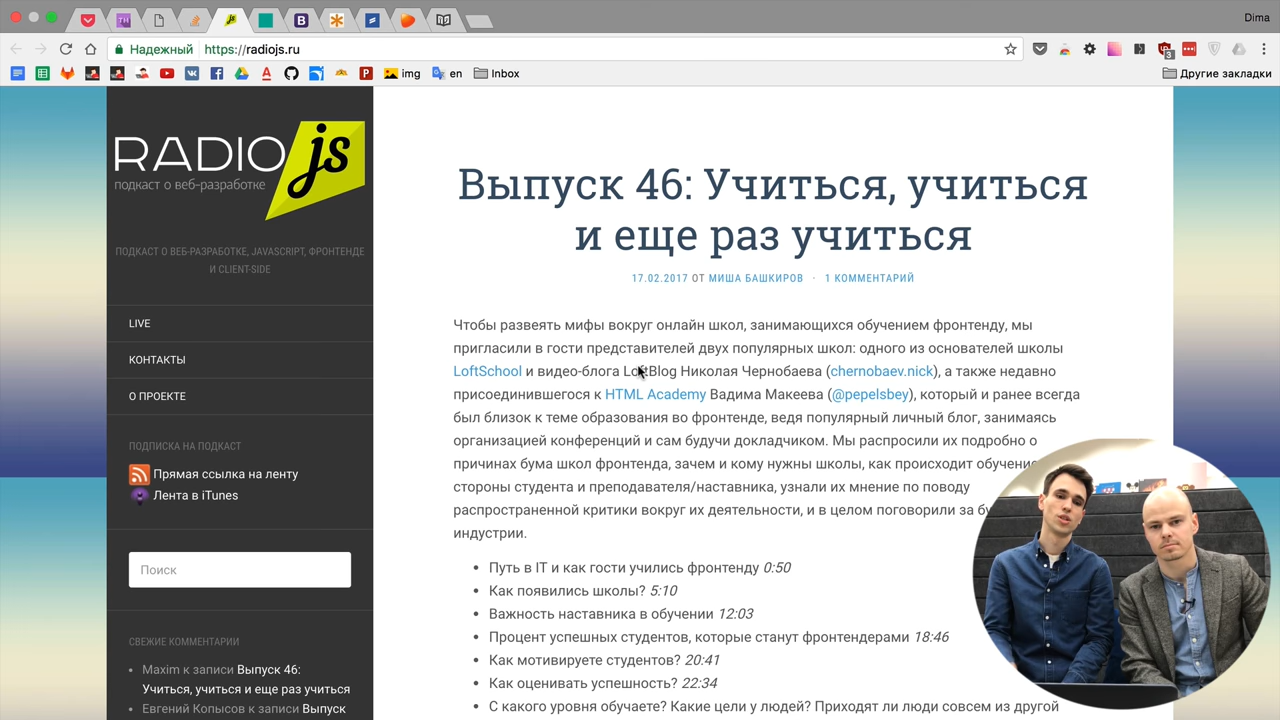 Dima
TH
B
Надежный
https://radiojs.ru
3
P
img
en
Inbox
Другие закладки
RADIO js
подкаст о веб-разработке
ПОДКАСТ О ВЕБ-РАЗРАБОТКЕ, JAVASCRIPT, ФРОНТЕНДЕ
И CLIENT-SIDE
LIVE
КОНТАКТЫ
О ПРОЕКТЕ
ПОДПИСКА НА ПОДКАСТ
Прямая ссылка на ленту
Лента в iTunes
Поиск
СВЕЖИЕ КОММЕНТАРИИ
Maxim к записи Выпуск 46:
Учиться, учиться и еще раз учиться
Евгений Копысов к записи Выпуск
Выпуск 46: Учиться, учиться
и еще раз учиться
17.02.2017 ОТ МИША БАШКИРОВ · 1 КОММЕНТАРИЙ
Чтобы развеять мифы вокруг онлайн школ, занимающихся обучением фронтенду, мы
пригласили в гости представителей двух популярных школ: одного из основателей школы
LoftSchool и видео-блога LoftBlog Николая Чернобаева (chernobaev.nick), а также недавно
присоединившегося к HTML Academy Вадима Макеева (@pepelsbey), который и ранее всегда
был близок к теме образования во фронтенде, ведя популярный личный блог, занимаясь
организацией конференций и сам будучи докладчиком. Мы распросили их подробно о
причинах бума школ фронтенда, зачем и кому нужны школы, как происходит обучение
стороны студента и преподавателя/наставника, узнали их мнение по поводу
распространенной критики вокруг их деятельности, и в целом поговорили за
индустрии.
Путь в IT и как гости учились фронтенду 0:50
Как появились школы? 5:10
Важность наставника в обучении 12:03
Процент успешных студентов, которые станут фронтендерами 18:46
Как мотивируете студентов? 20:41
Как оценивать успешность? 22:34
С какого уровня обучаете? Какие цели у людей? Приходят ли люди совсем из другой